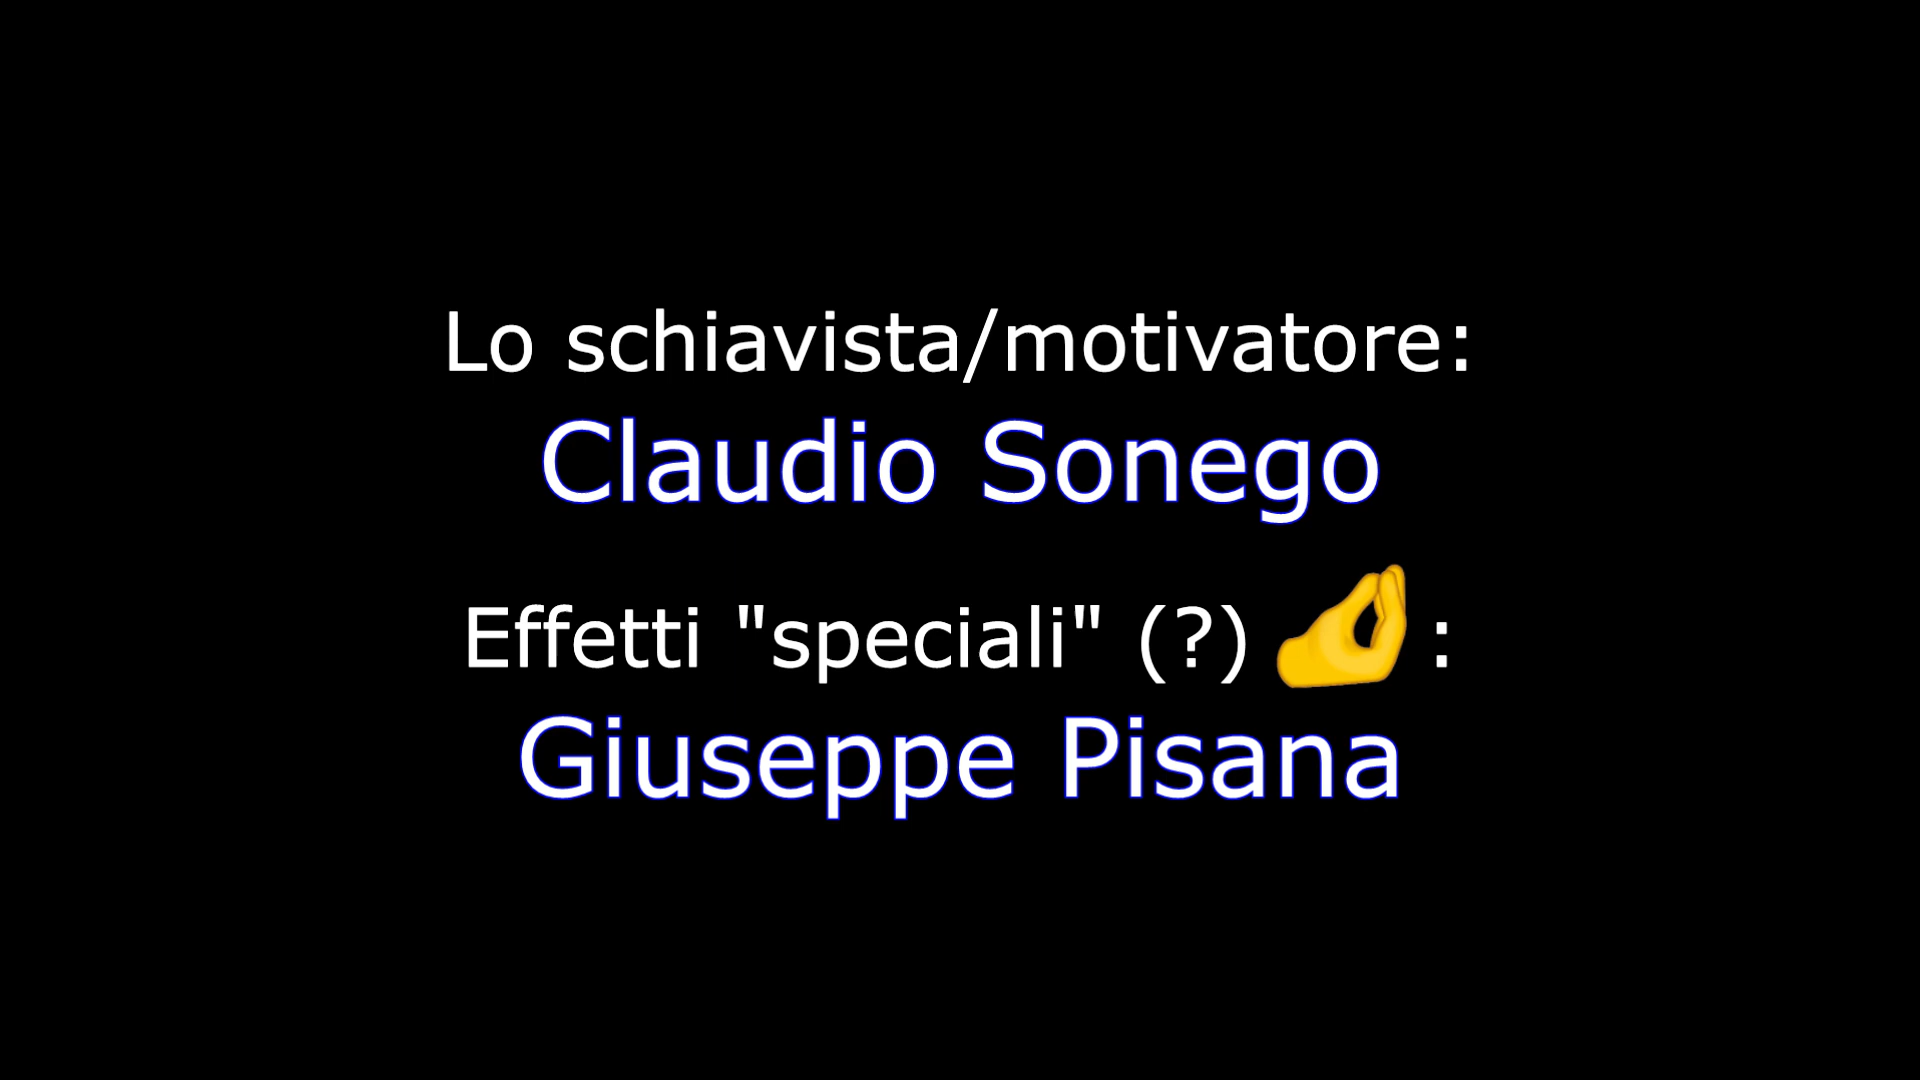 Lo schiavista/motivatore:
Claudio Sonego
Effetti "speciali" (?) 🤌 :
Giuseppe Pisana